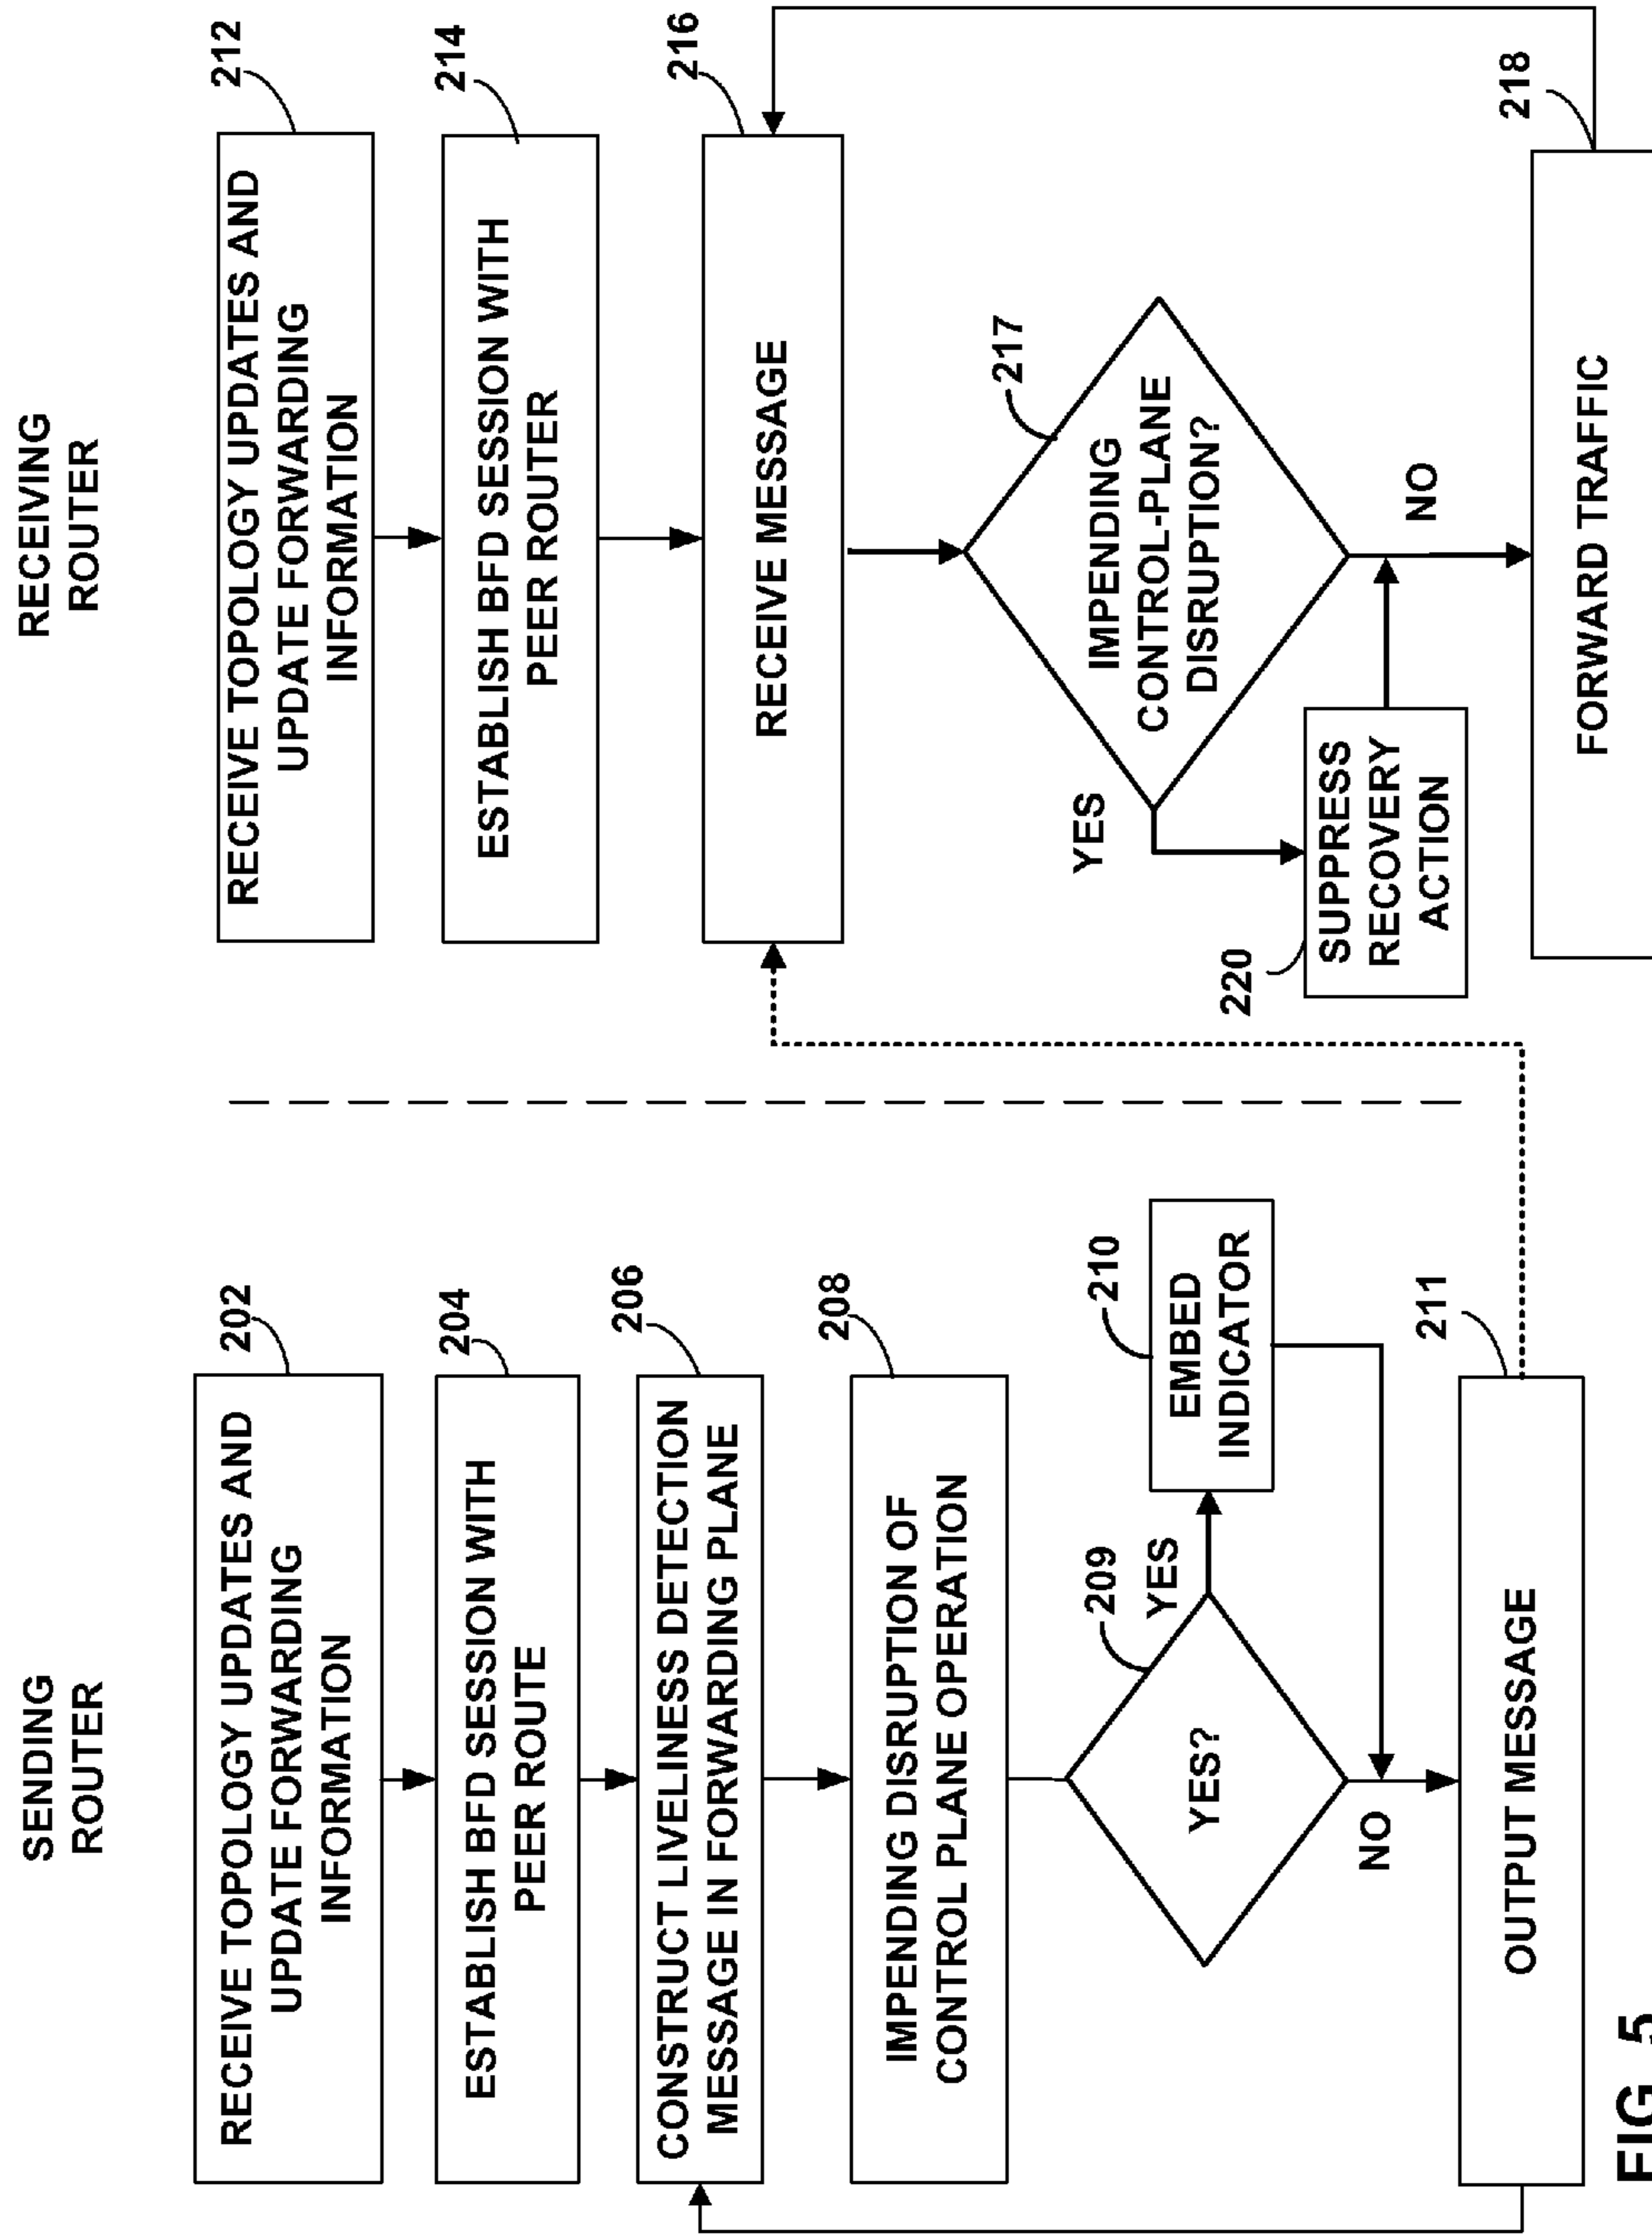 SENDING
ROUTER
RECEIVE TOPOLOGY UPDATES AND
UPDATE FORWARDING
INFORMATION
202
ESTABLISH BFD SESSION WITH
PEER ROUTE
204
CONSTRUCT LIVELINESS DETECTION
MESSAGE IN FORWARDING PLANE
206
IMPENDING DISRUPTION OF
CONTROL PLANE OPERATION
208
YES?
209
YES
EMBED
INDICATOR
210
NO
OUTPUT MESSAGE
211
RECEIVING
ROUTER
RECEIVE TOPOLOGY UPDATES AND
UPDATE FORWARDING
INFORMATION
212
ESTABLISH BFD SESSION WITH
PEER ROUTER
214
RECEIVE MESSAGE
216
IMPENDING
CONTROL-PLANE
DISRUPTION?
217
YES
SUPPRESS
RECOVERY
ACTION
220
NO
FORWARD TRAFFIC
218
FIG. 5